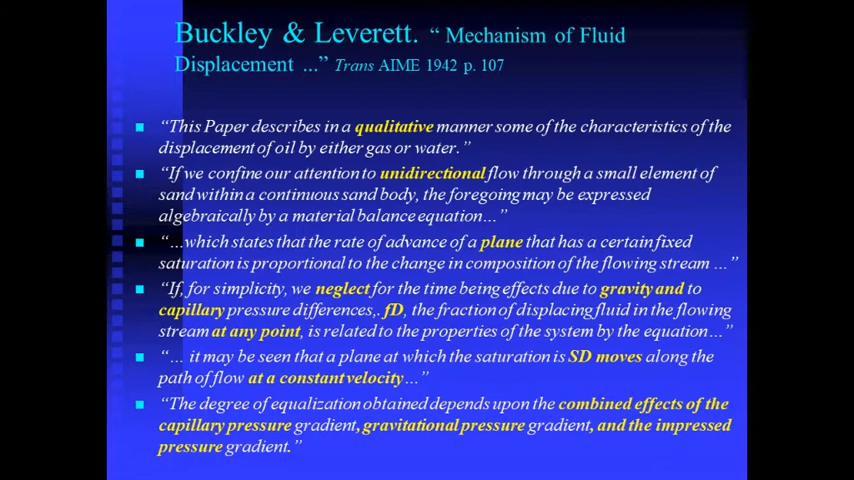 Buckley & Leverett. “ Mechanism of Fluid
Displacement ...” Trans AIME 1942 p. 107
“This Paper describes in a qualitative manner some of the characteristics of the
displacement of oil by either gas or water.”
“If we confine our attention to unidirectional flow through a small element of
sand within a continuous sand body, the foregoing may be expressed
algebraically by a material balance equation…”
“…which states that the rate of advance of a plane that has a certain fixed
saturation is proportional to the change in composition of the flowing stream …”
“If, for simplicity, we neglect for the time being effects due to gravity and to
capillary pressure differences,. fD, the fraction of displacing fluid in the flowing
stream at any point, is related to the properties of the system by the equation…”
“… it may be seen that a plane at which the saturation is SD moves along the
path of flow at a constant velocity…”
“The degree of equalization obtained depends upon the combined effects of the
capillary pressure gradient, gravitational pressure gradient, and the impressed
pressure gradient.”